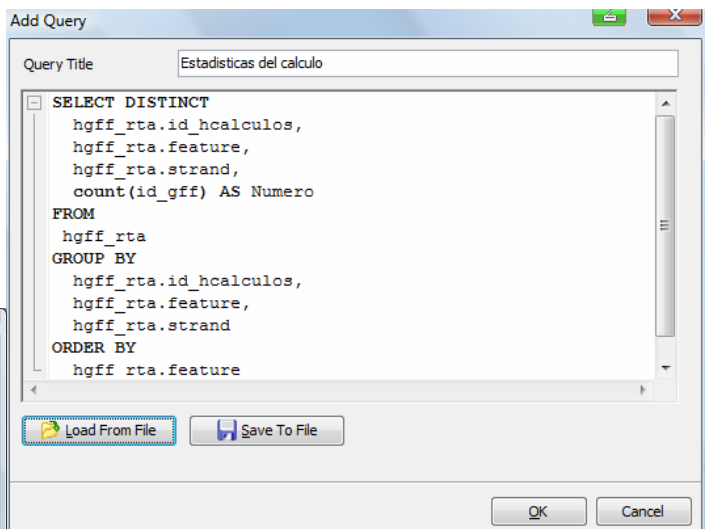 Add Query
Query Title
Estadisticas del calculo
SELECT DISTINCT
hgff_rta.id_hcalculos,
hgff_rta.feature,
hgff_rta.strand,
count(id_gff) AS Numero
FROM
hgff_rta
GROUP BY
hgff_rta.id_hcalculos,
hgff_rta.feature,
hgff_rta.strand
ORDER BY
hgff_rta.feature
Load From File
Save To File
OK
Cancel